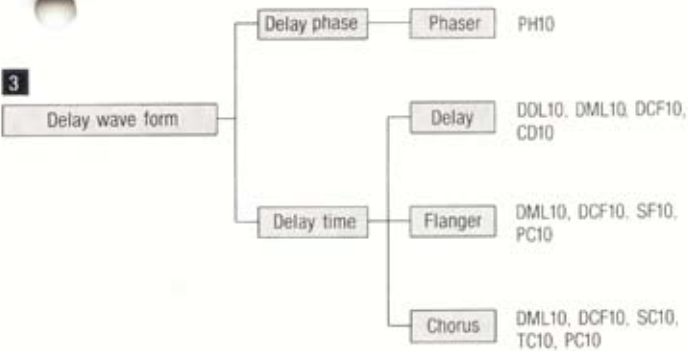 Delay phase
Phaser
PH10
3
Delay wave form
Delay
DDL10, DML10, DCF10,
CD10
Delay time
Flanger
DML10, DCF10, SF10,
PC10
Chorus
DML10, DCF10, SC10,
TC10, PC10